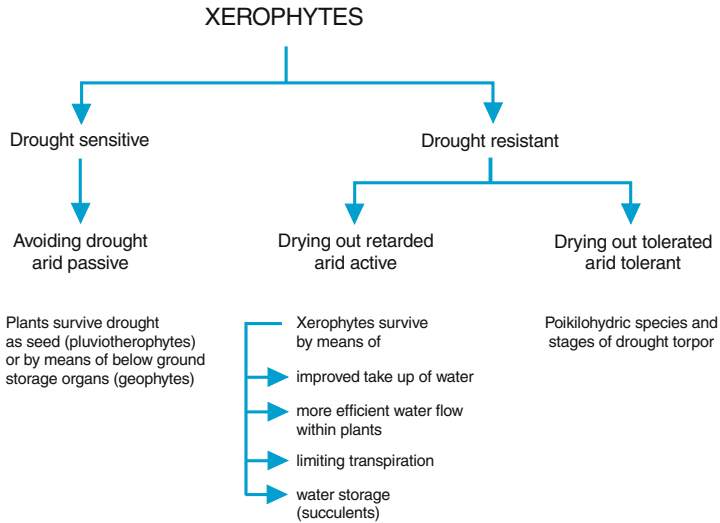 XEROPHYTES
Drought sensitive
Drought resistant
Avoiding drought
arid passive
Drying out retarded
arid active
Drying out tolerated
arid tolerant
Plants survive drought
as seed (pluviotherophytes)
or by means of below ground
storage organs (geophytes)
Xerophytes survive
by means of
improved take up of water
more efficient water flow
within plants
limiting transpiration
water storage
(succulents)
Poikilohydric species and
stages of drought torpor